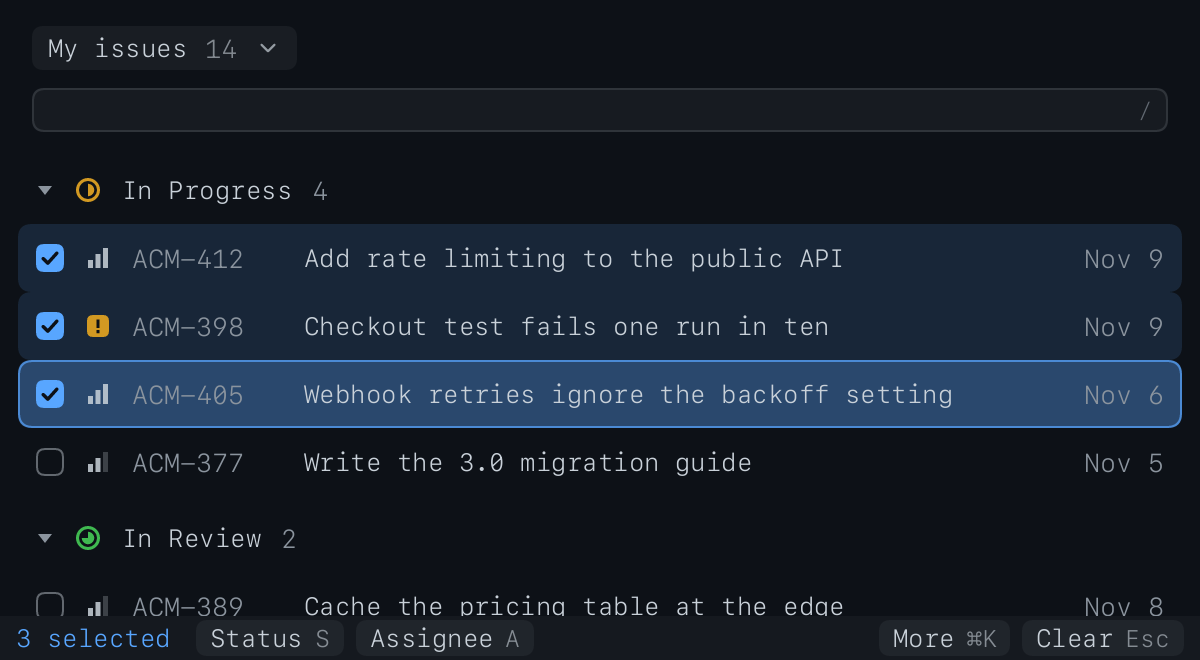 My issues 14
/
In Progress 4
ACM–412 Add rate limiting to the public API Nov 9
! ACM–398 Checkout test fails one run in ten Nov 9
ACM–405 Webhook retries ignore the backoff setting Nov 6
ACM–377 Write the 3.0 migration guide Nov 5
In Review 2
ACM–389 Cache the pricing table at the edge Nov 8
3 selected Status S Assignee A More ⌘K Clear Esc